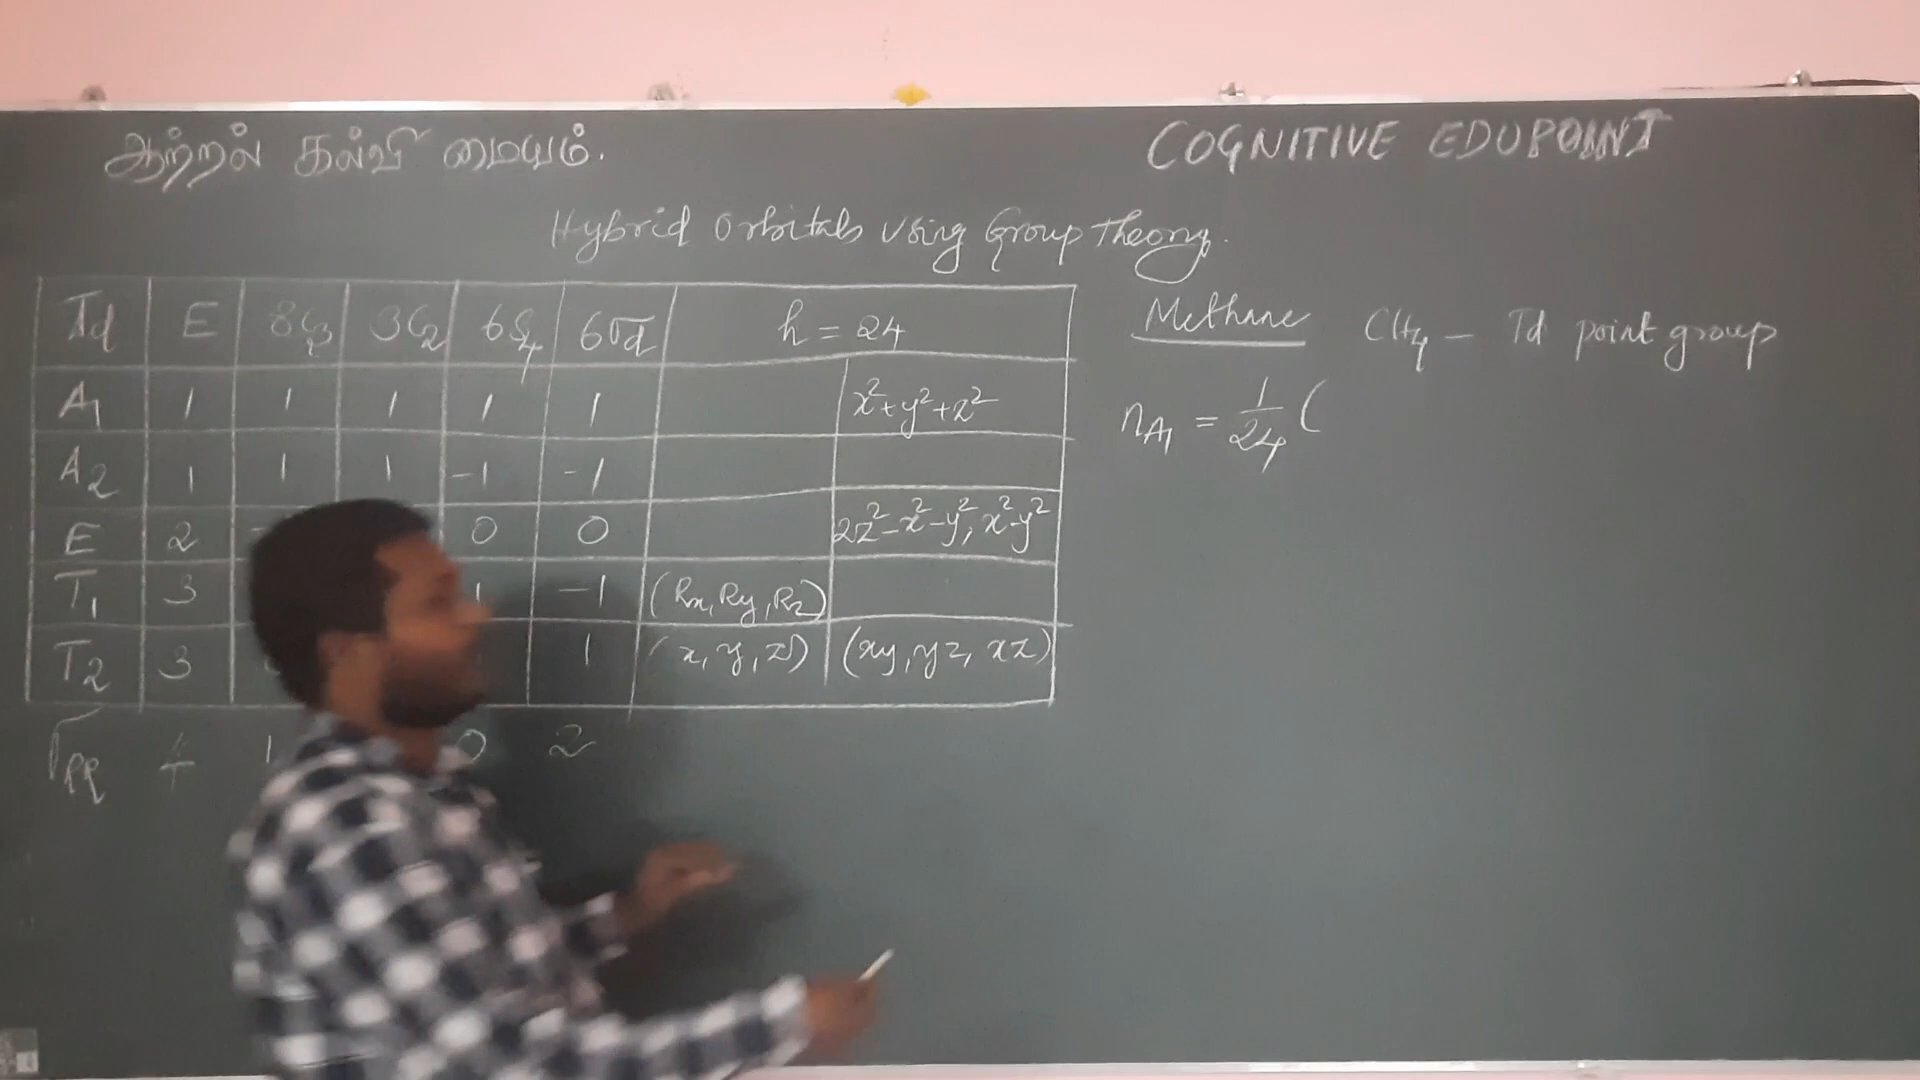 ஆற்றல் கல்வி மையம்.
COGNITIVE EDUPOINT
Hybrid Orbitals Using Group Theory.
Td E 8C3 3C2 6S4 6σd h = 24
A1 1 1 1 1 1 x²+y²+z²
A2 1 1 1 -1 -1
E 2 0 0 2z²-x²-y², x²-y²
T1 3 1 -1 (Rx, Ry, Rz)
T2 3 1 (x, y, z) (xy, yz, xz)
ΓRR 4 1 0 2
Methane CH4 - Td point group
nA1 = 1/24 (